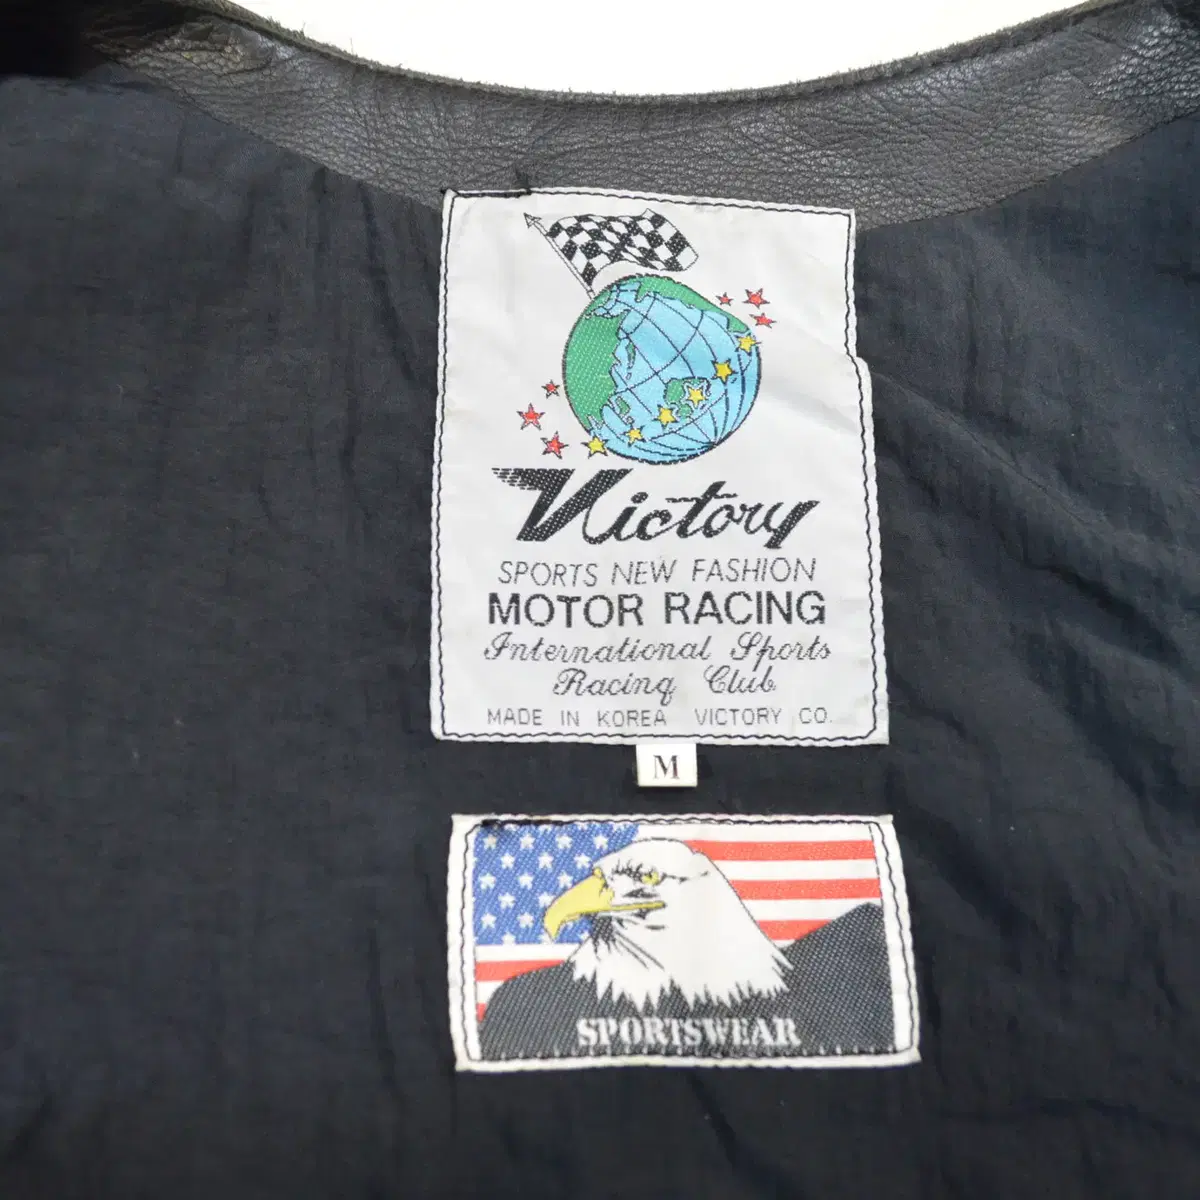 Victory
SPORTS NEW FASHION
MOTOR RACING
International Sports
Racing Club
MADE IN KOREA VICTORY CO.
M
SPORTSWEAR